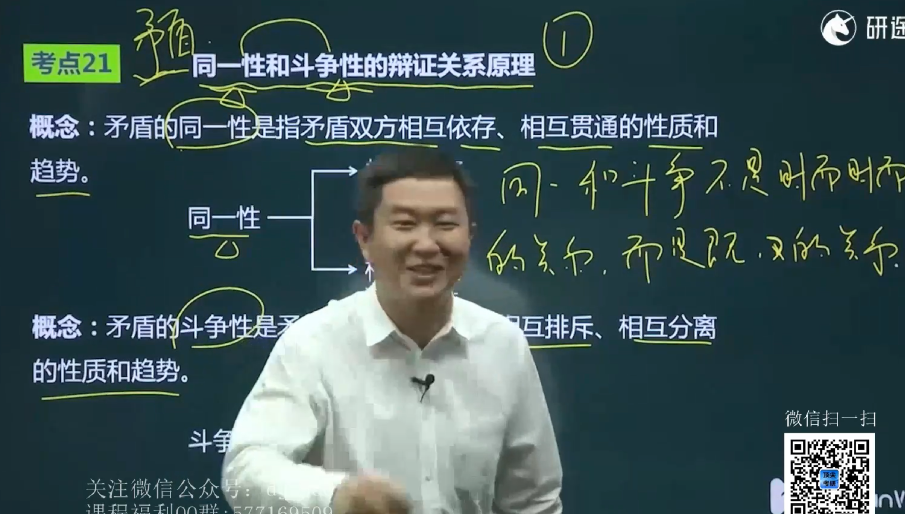 研途
考点21
矛盾
同一性和斗争性的辩证关系原理
①
概念：矛盾的同一性是指矛盾双方相互依存、相互贯通的性质和
趋势。
同一性
同一和斗争不是时而时而
的关系，而是既、又的关系。
概念：矛盾的斗争性是矛
相互排斥、相互分离
的性质和趋势。
斗争
微信扫一扫
关注微信公众号：
课程福利QQ群:577169509